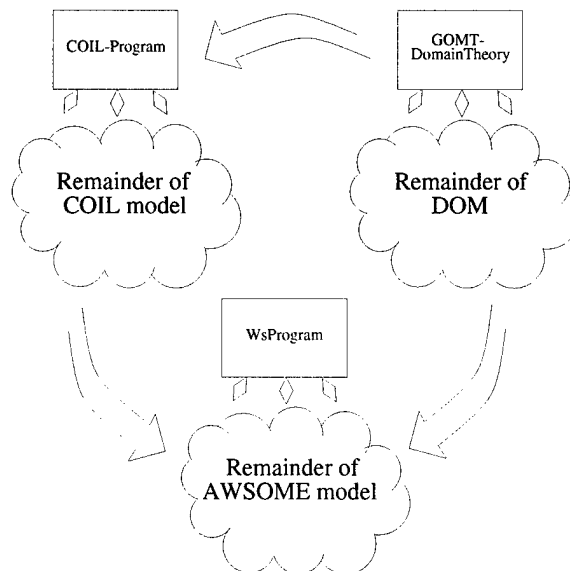 COIL-Program
GOMT-
DomainTheory
Remainder of
COIL model
Remainder of
DOM
WsProgram
Remainder of
AWSOME model